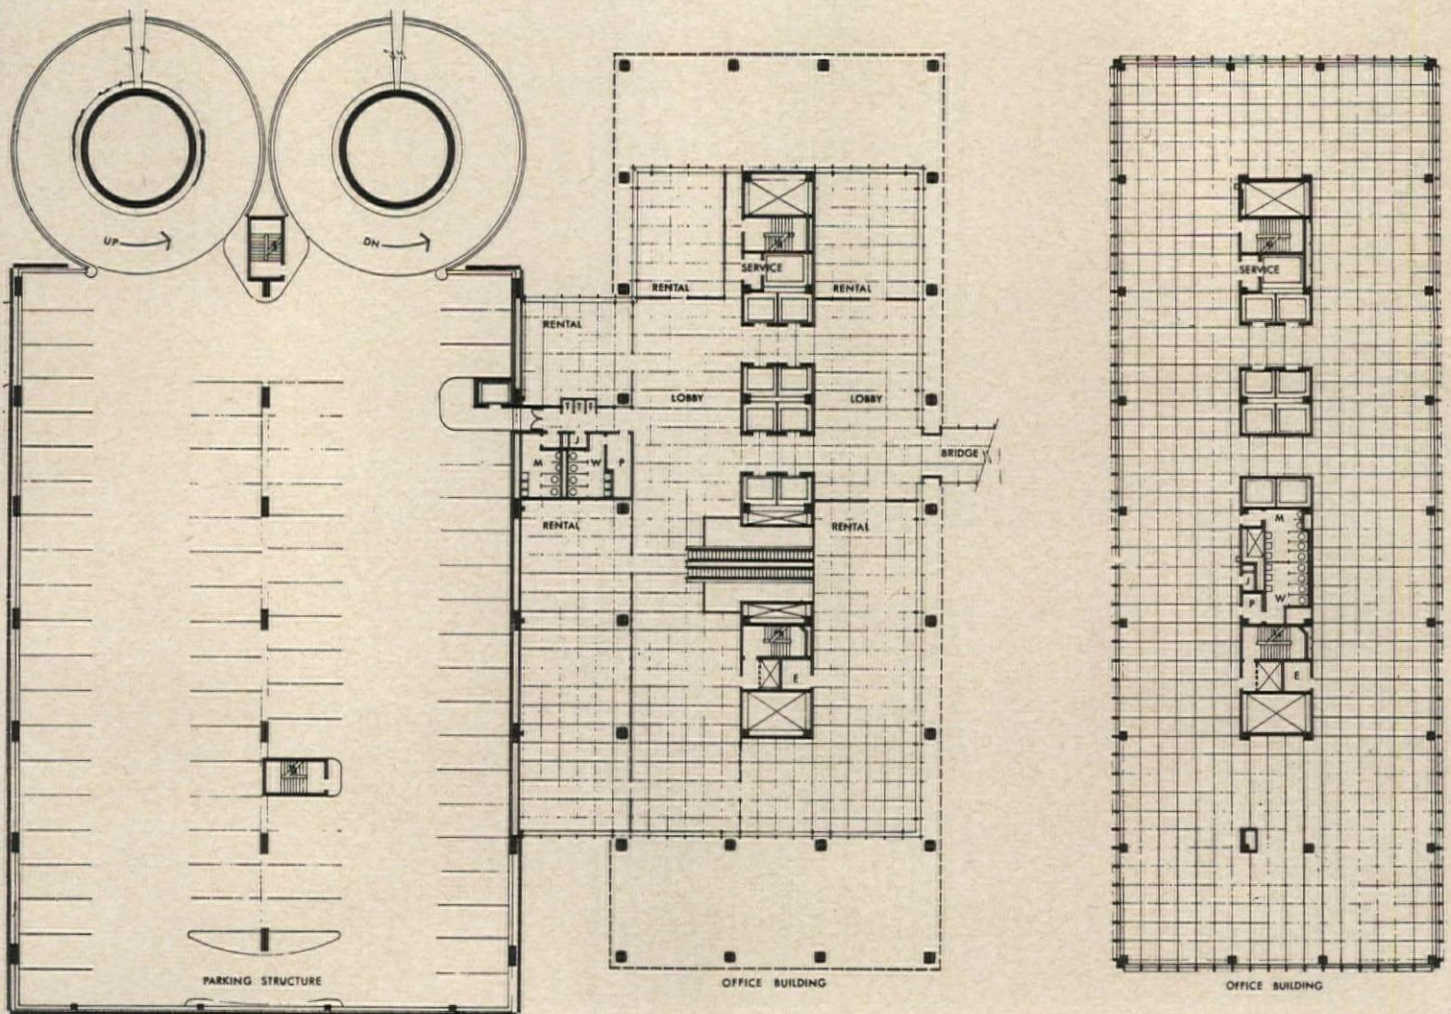 UP
DN
SERVICE
SERVICE
RENTAL
RENTAL
RENTAL
LOBBY
LOBBY
T T F
J
BRIDGE
M
W
P
M
RENTAL
RENTAL
J
P
W
E
E
PARKING STRUCTURE
OFFICE BUILDING
OFFICE BUILDING